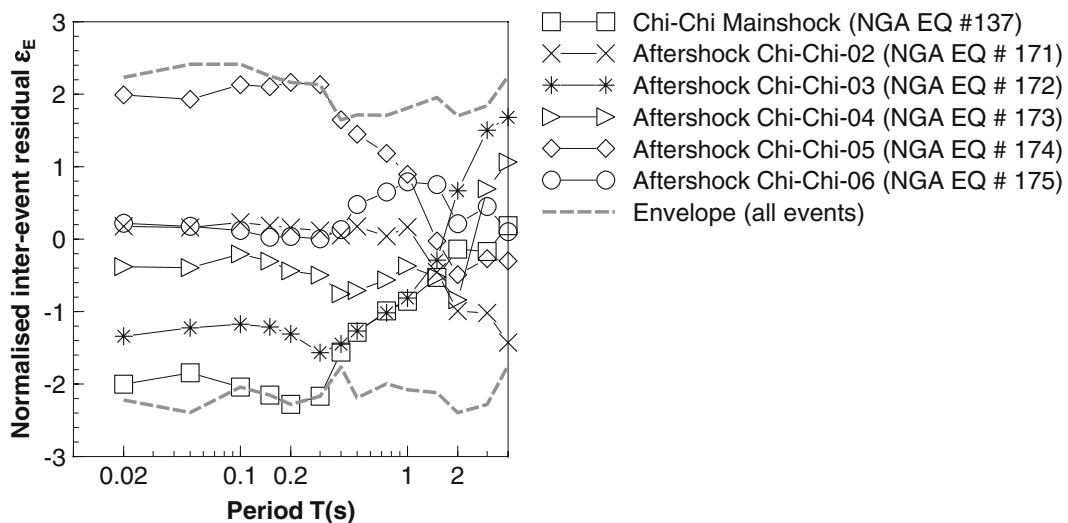 Normalised inter-event residual εE
3
2
1
0
-1
-2
-3
0.02
0.1
0.2
1
2
Period T(s)
Chi-Chi Mainshock (NGA EQ #137)
Aftershock Chi-Chi-02 (NGA EQ # 171)
Aftershock Chi-Chi-03 (NGA EQ # 172)
Aftershock Chi-Chi-04 (NGA EQ # 173)
Aftershock Chi-Chi-05 (NGA EQ # 174)
Aftershock Chi-Chi-06 (NGA EQ # 175)
Envelope (all events)